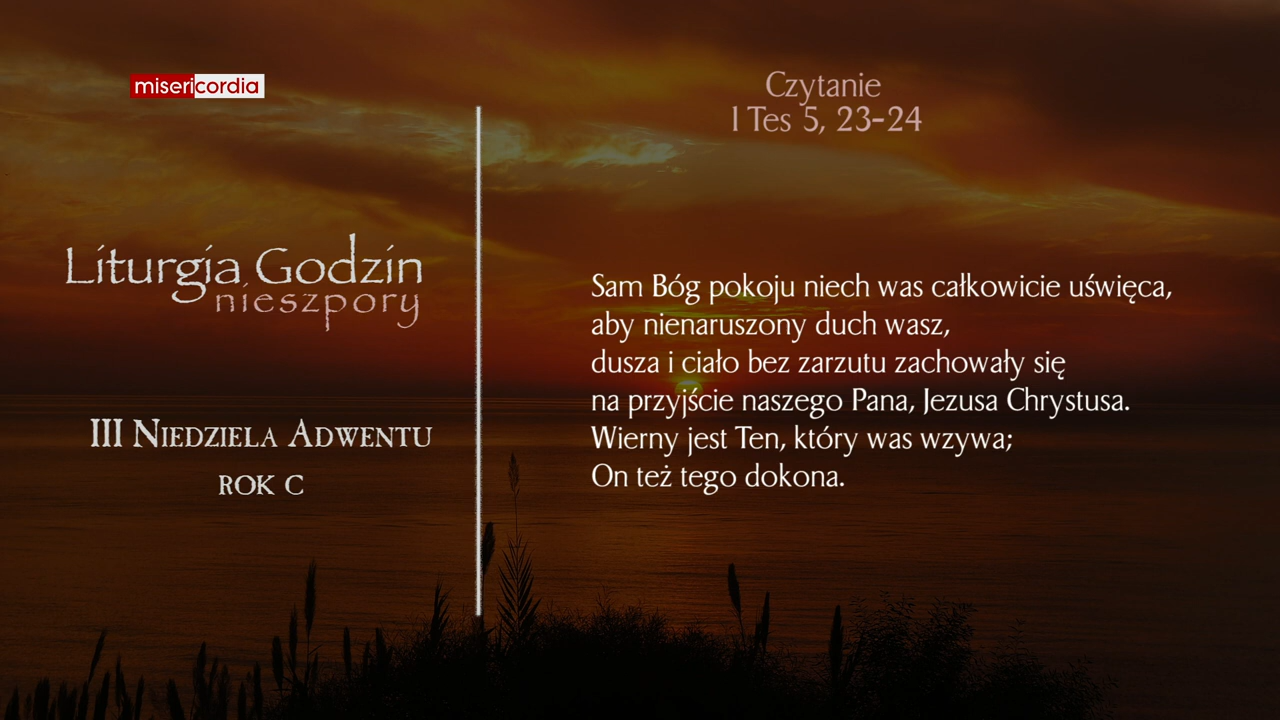 misericordia
Liturgia Godzin
nieszpory
III Niedziela Adwentu
rok C
Czytanie
1 Tes 5, 23-24
Sam Bóg pokoju niech was całkowicie uświęca,
aby nienaruszony duch wasz,
dusza i ciało bez zarzutu zachowały się
na przyjście naszego Pana, Jezusa Chrystusa.
Wierny jest Ten, który was wzywa;
On też tego dokona.